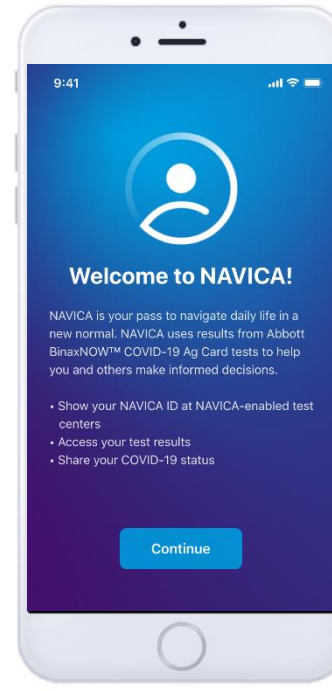 9:41
Welcome to NAVICA!
NAVICA is your pass to navigate daily life in a
new normal. NAVICA uses results from Abbott
BinaxNOW™ COVID-19 Ag Card tests to help
you and others make informed decisions.
• Show your NAVICA ID at NAVICA-enabled test
centers
• Access your test results
• Share your COVID-19 status
Continue